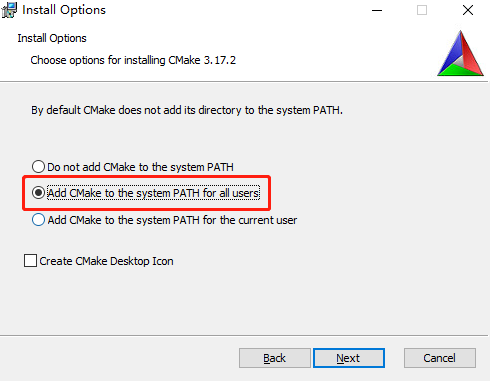 Install Options
Install Options
Choose options for installing CMake 3.17.2
By default CMake does not add its directory to the system PATH.
Do not add CMake to the system PATH
Add CMake to the system PATH for all users
Add CMake to the system PATH for the current user
Create CMake Desktop Icon
Back Next Cancel